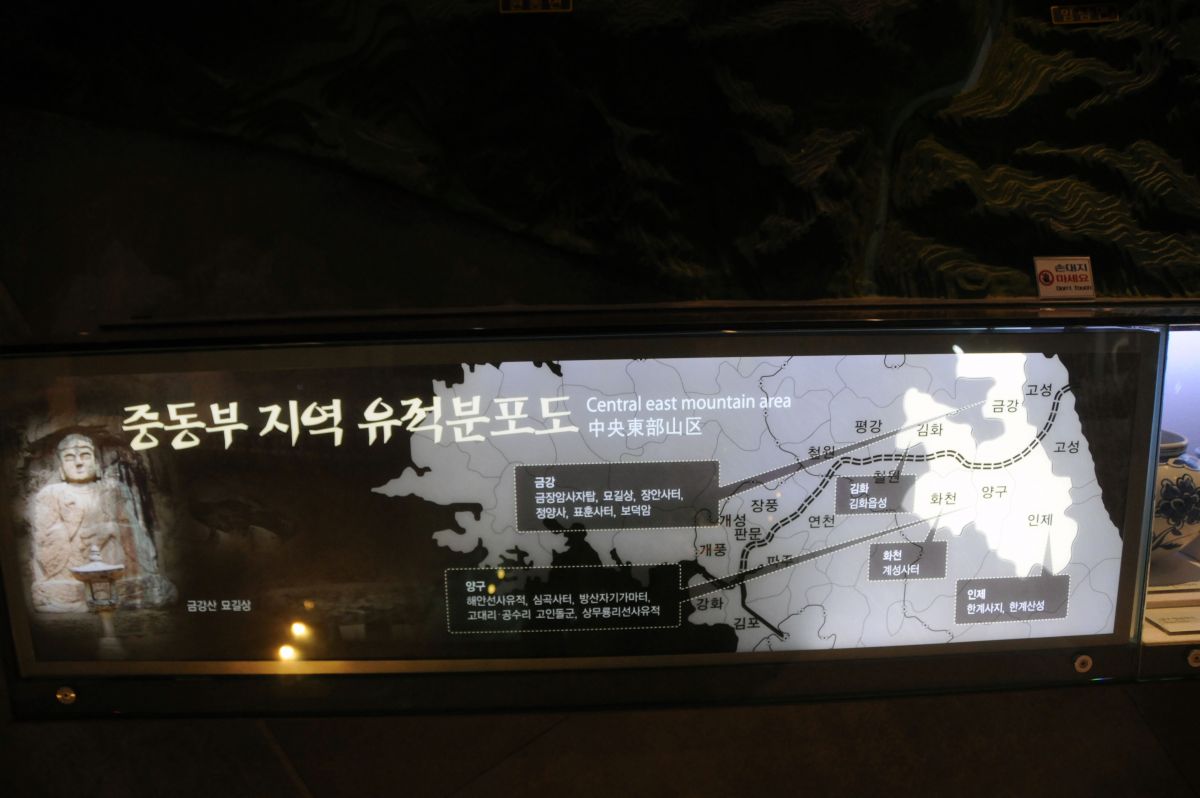 손대지
마세요
Don't Touch
중동부 지역 유적분포도
Central east mountain area
中央東部山区
고성
금강
평강
김화
고성
철원
금강
금장암사자탑, 묘길상, 장안사터,
정양사, 표훈사터, 보덕암
철원
김화
김화읍성
화천
양구
장풍
개성
판문
연천
인제
개풍
파주
화천
계성사터
양구
해안선사유적, 심곡사터, 방산자기가마터,
고대리·공수리 고인돌군, 상무룡리선사유적
인제
한계사지, 한계산성
강화
김포
금강산 묘길상